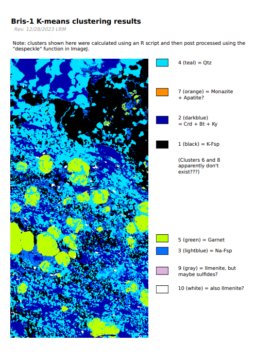 Bris-1 K-means clustering results
Rev. 12/28/2023 LRM
Note: clusters shown here were calculated using an R script and then post processed using the
"despeckle" function in ImageJ.
4 (teal) = Qtz
7 (orange) = Monazite
+ Apatite?
2 (darkblue)
= Crd + Bt + Ky
1 (black) = K-Fsp
(Clusters 6 and 8
apparently don't
exist???)
5 (green) = Garnet
3 (lightblue) = Na-Fsp
9 (gray) = Ilmenite, but
maybe sulfides?
10 (white) = also Ilmenite?